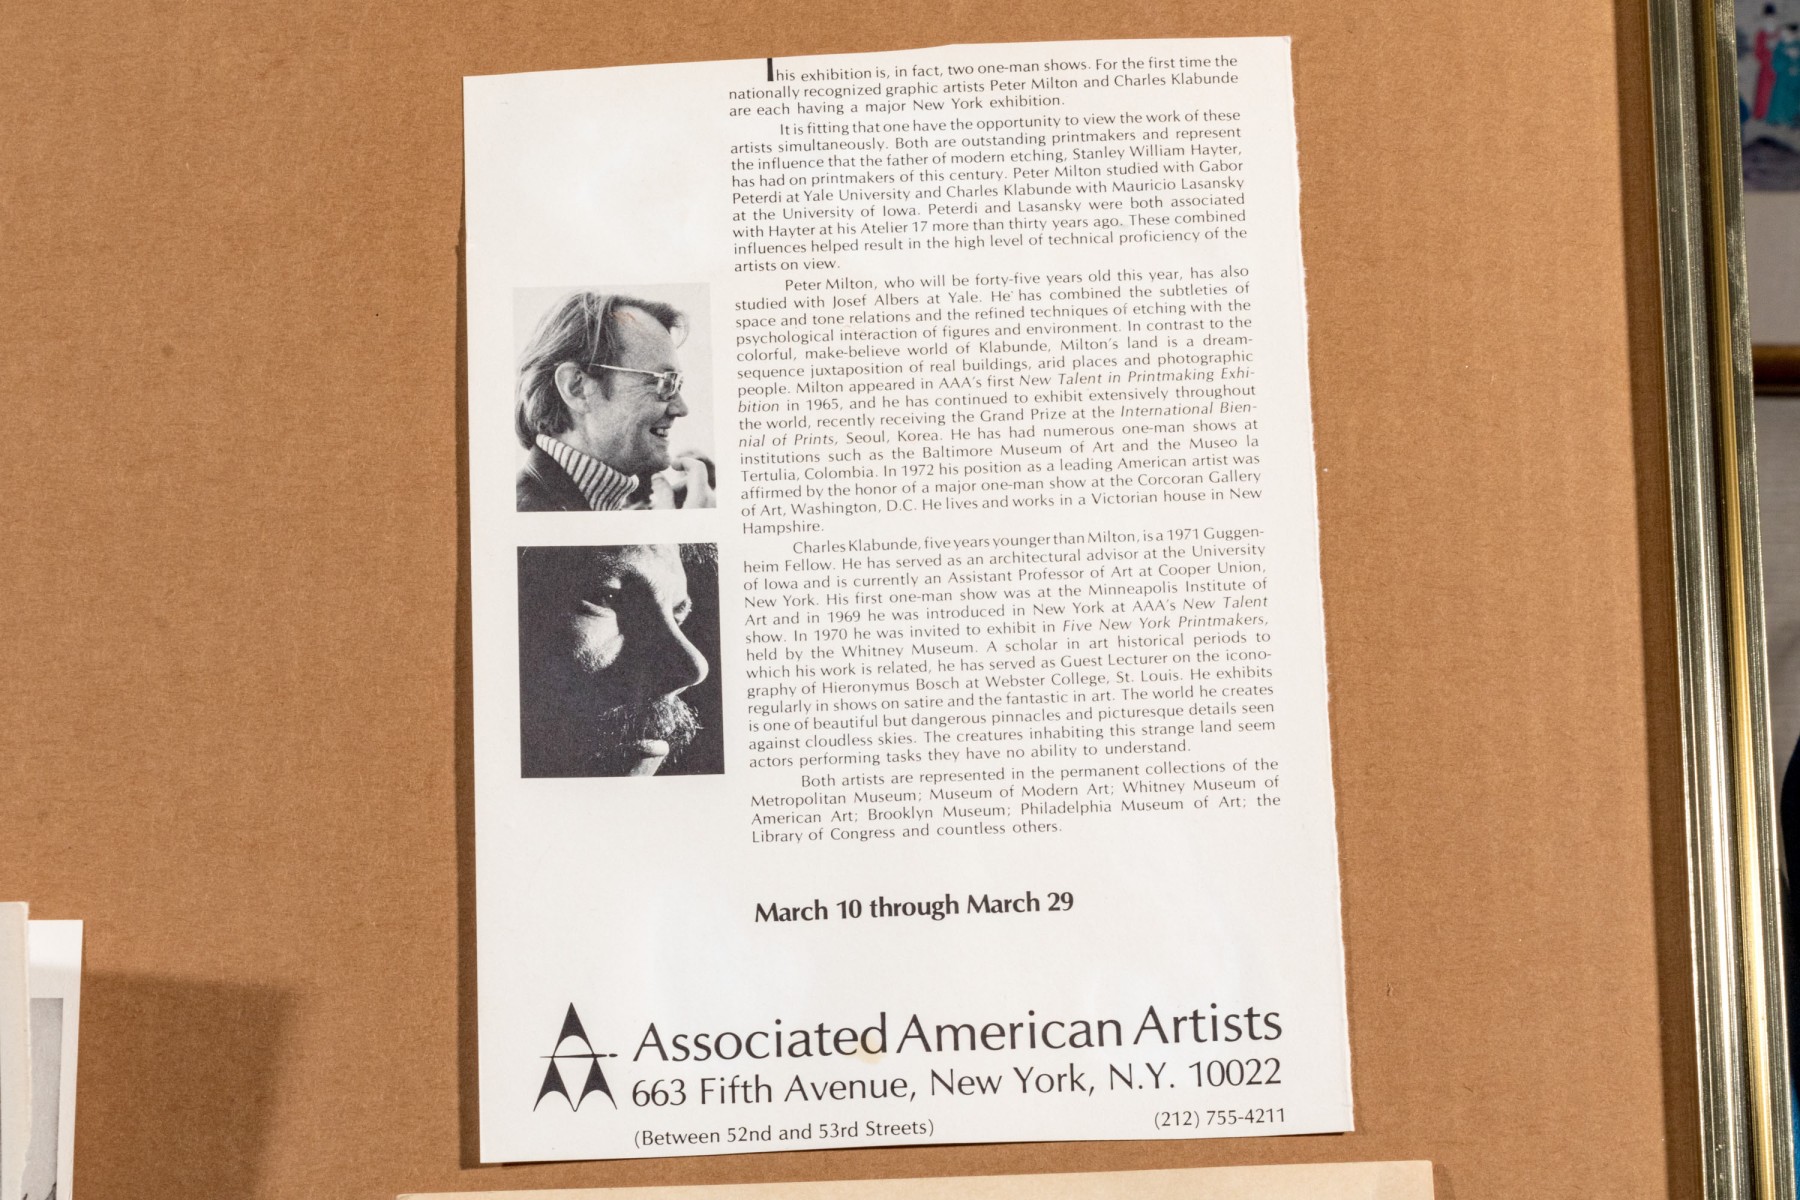 This exhibition is, in fact, two one-man shows. For the first time the
nationally recognized graphic artists Peter Milton and Charles Klabunde
are each having a major New York exhibition.
It is fitting that one have the opportunity to view the work of these
artists simultaneously. Both are outstanding printmakers and represent
the influence that the father of modern etching, Stanley William Hayter,
has had on printmakers of this century. Peter Milton studied with Gabor
Peterdi at Yale University and Charles Klabunde with Mauricio Lasansky
at the University of Iowa. Peterdi and Lasansky were both associated
with Hayter at his Atelier 17 more than thirty years ago. These combined
influences helped result in the high level of technical proficiency of the
artists on view.
Peter Milton, who will be forty-five years old this year, has also
studied with Josef Albers at Yale. He has combined the subtleties of
space and tone relations and the refined techniques of etching with the
psychological interaction of figures and environment. In contrast to the
colorful, make-believe world of Klabunde, Milton's land is a dream-
sequence juxtaposition of real buildings, arid places and photographic
people. Milton appeared in AAA's first New Talent in Printmaking Exhi-
bition in 1965, and he has continued to exhibit extensively throughout
the world, recently receiving the Grand Prize at the International Bien-
nial of Prints, Seoul, Korea. He has had numerous one-man shows at
institutions such as the Baltimore Museum of Art and the Museo la
Tertulia, Colombia. In 1972 his position as a leading American artist was
affirmed by the honor of a major one-man show at the Corcoran Gallery
of Art, Washington, D.C. He lives and works in a Victorian house in New
Hampshire.
Charles Klabunde, five years younger than Milton, is a 1971 Guggen-
heim Fellow. He has served as an architectural advisor at the University
of Iowa and is currently an Assistant Professor of Art at Cooper Union,
New York. His first one-man show was at the Minneapolis Institute of
Art and in 1969 he was introduced in New York at AAA's New Talent
show. In 1970 he was invited to exhibit in Five New York Printmakers,
held by the Whitney Museum. A scholar in art historical periods to
which his work is related, he has served as Guest Lecturer on the icono-
graphy of Hieronymus Bosch at Webster College, St. Louis. He exhibits
regularly in shows on satire and the fantastic in art. The world he creates
is one of beautiful but dangerous pinnacles and picturesque details seen
against cloudless skies. The creatures inhabiting this strange land seem
actors performing tasks they have no ability to understand.
Both artists are represented in the permanent collections of the
Metropolitan Museum; Museum of Modern Art; Whitney Museum of
American Art; Brooklyn Museum; Philadelphia Museum of Art; the
Library of Congress and countless others.
March 10 through March 29
Associated American Artists
663 Fifth Avenue, New York, N.Y. 10022
(Between 52nd and 53rd Streets) (212) 755-4211